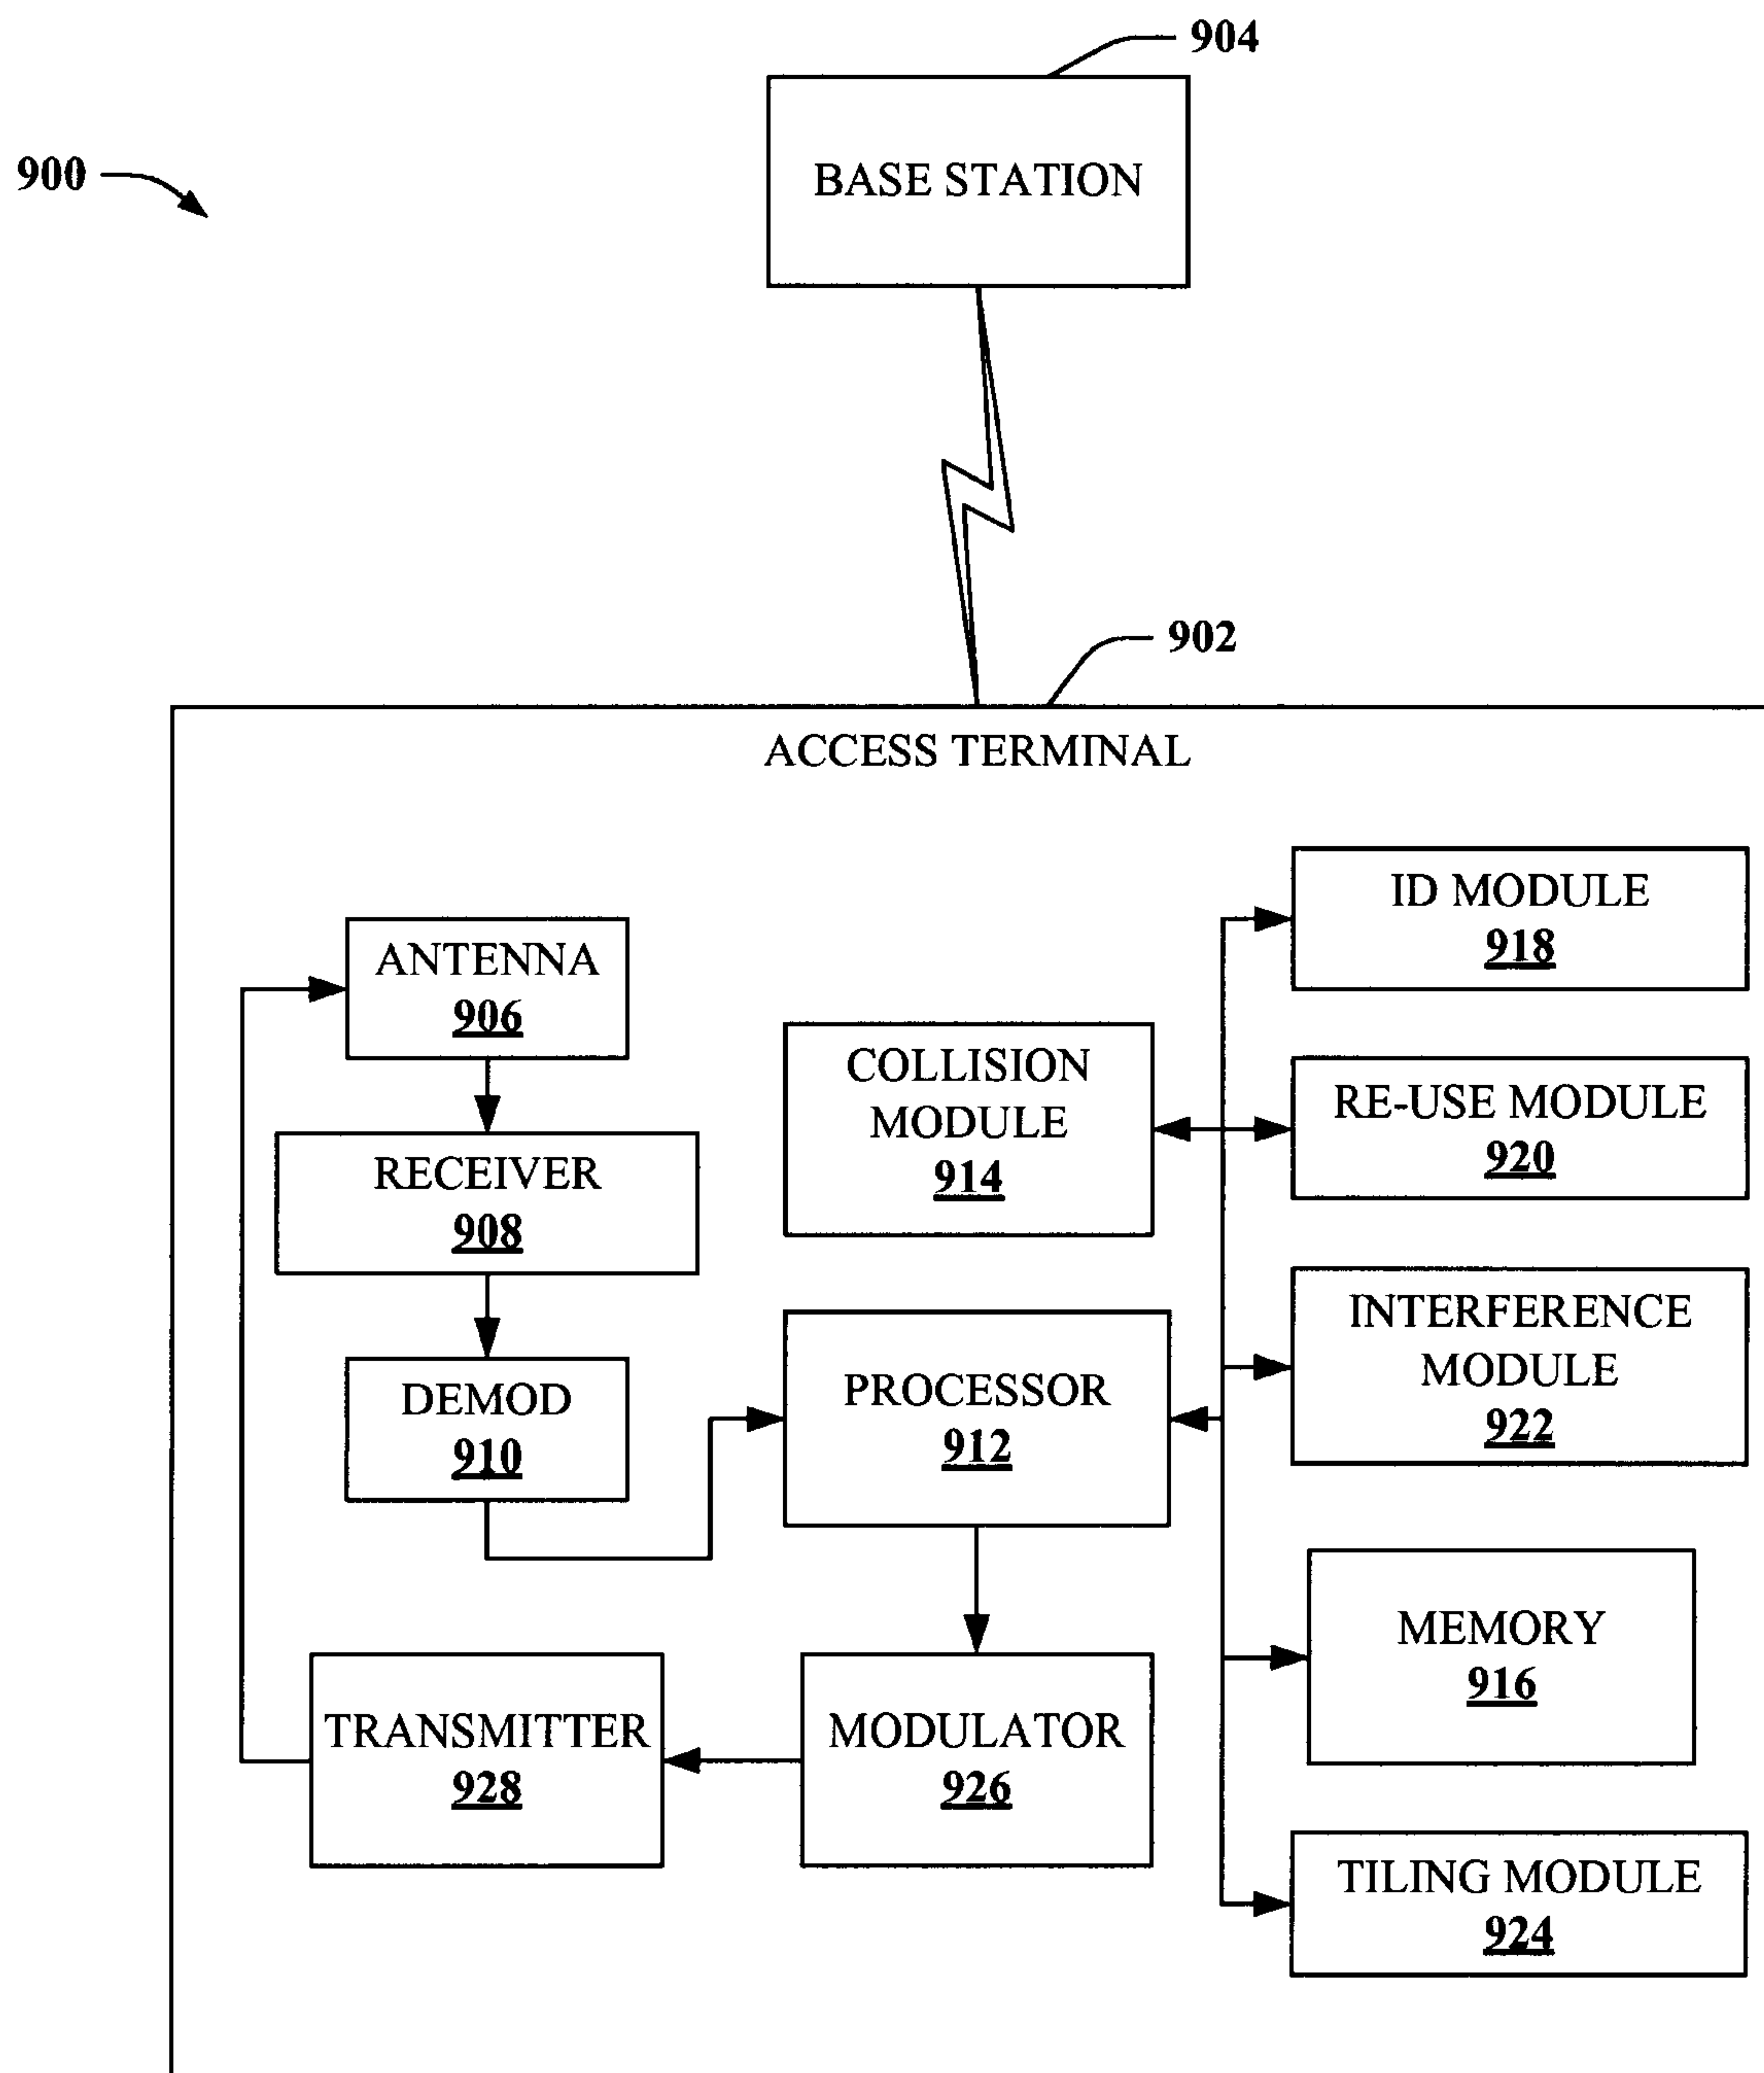 904
BASE STATION
900
902
ACCESS TERMINAL
ID MODULE
918
ANTENNA
906
COLLISION
MODULE
914
RE-USE MODULE
920
RECEIVER
908
INTERFERENCE
MODULE
922
DEMOD
910
PROCESSOR
912
MEMORY
916
TRANSMITTER
928
MODULATOR
926
TILING MODULE
924